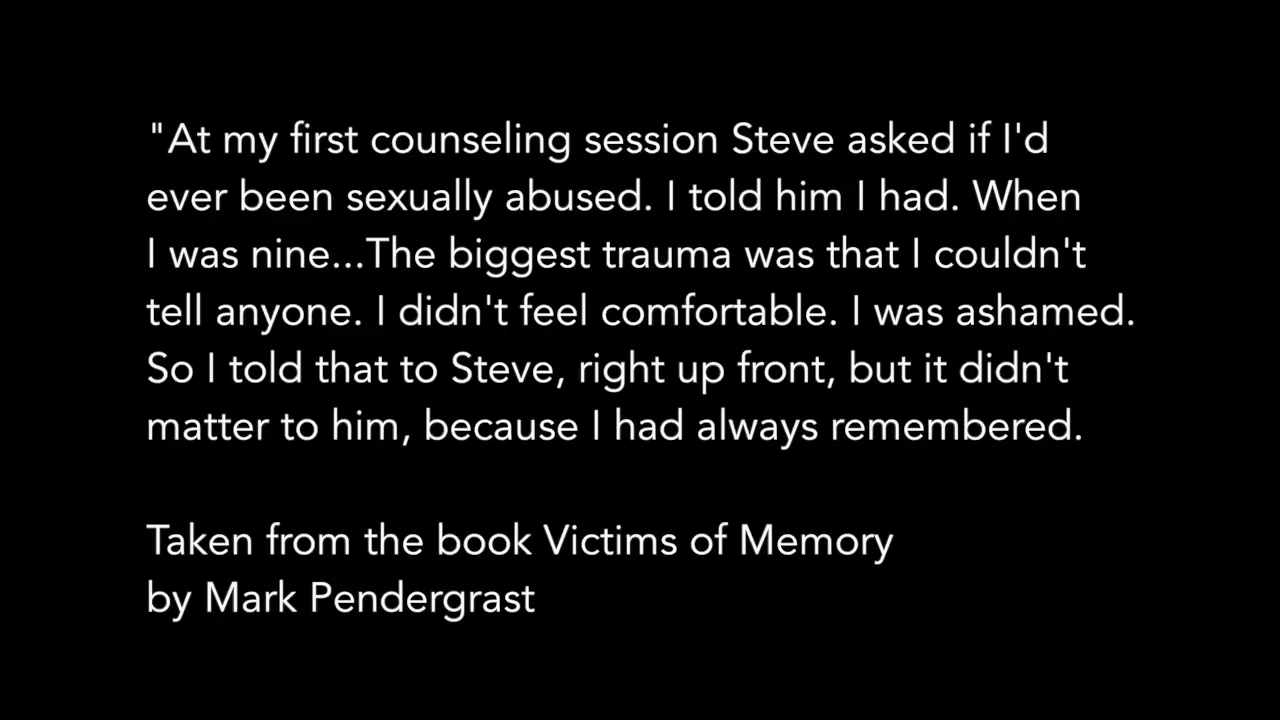 "At my first counseling session Steve asked if I'd
ever been sexually abused. I told him I had. When
I was nine...The biggest trauma was that I couldn't
tell anyone. I didn't feel comfortable. I was ashamed.
So I told that to Steve, right up front, but it didn't
matter to him, because I had always remembered.
Taken from the book Victims of Memory
by Mark Pendergrast